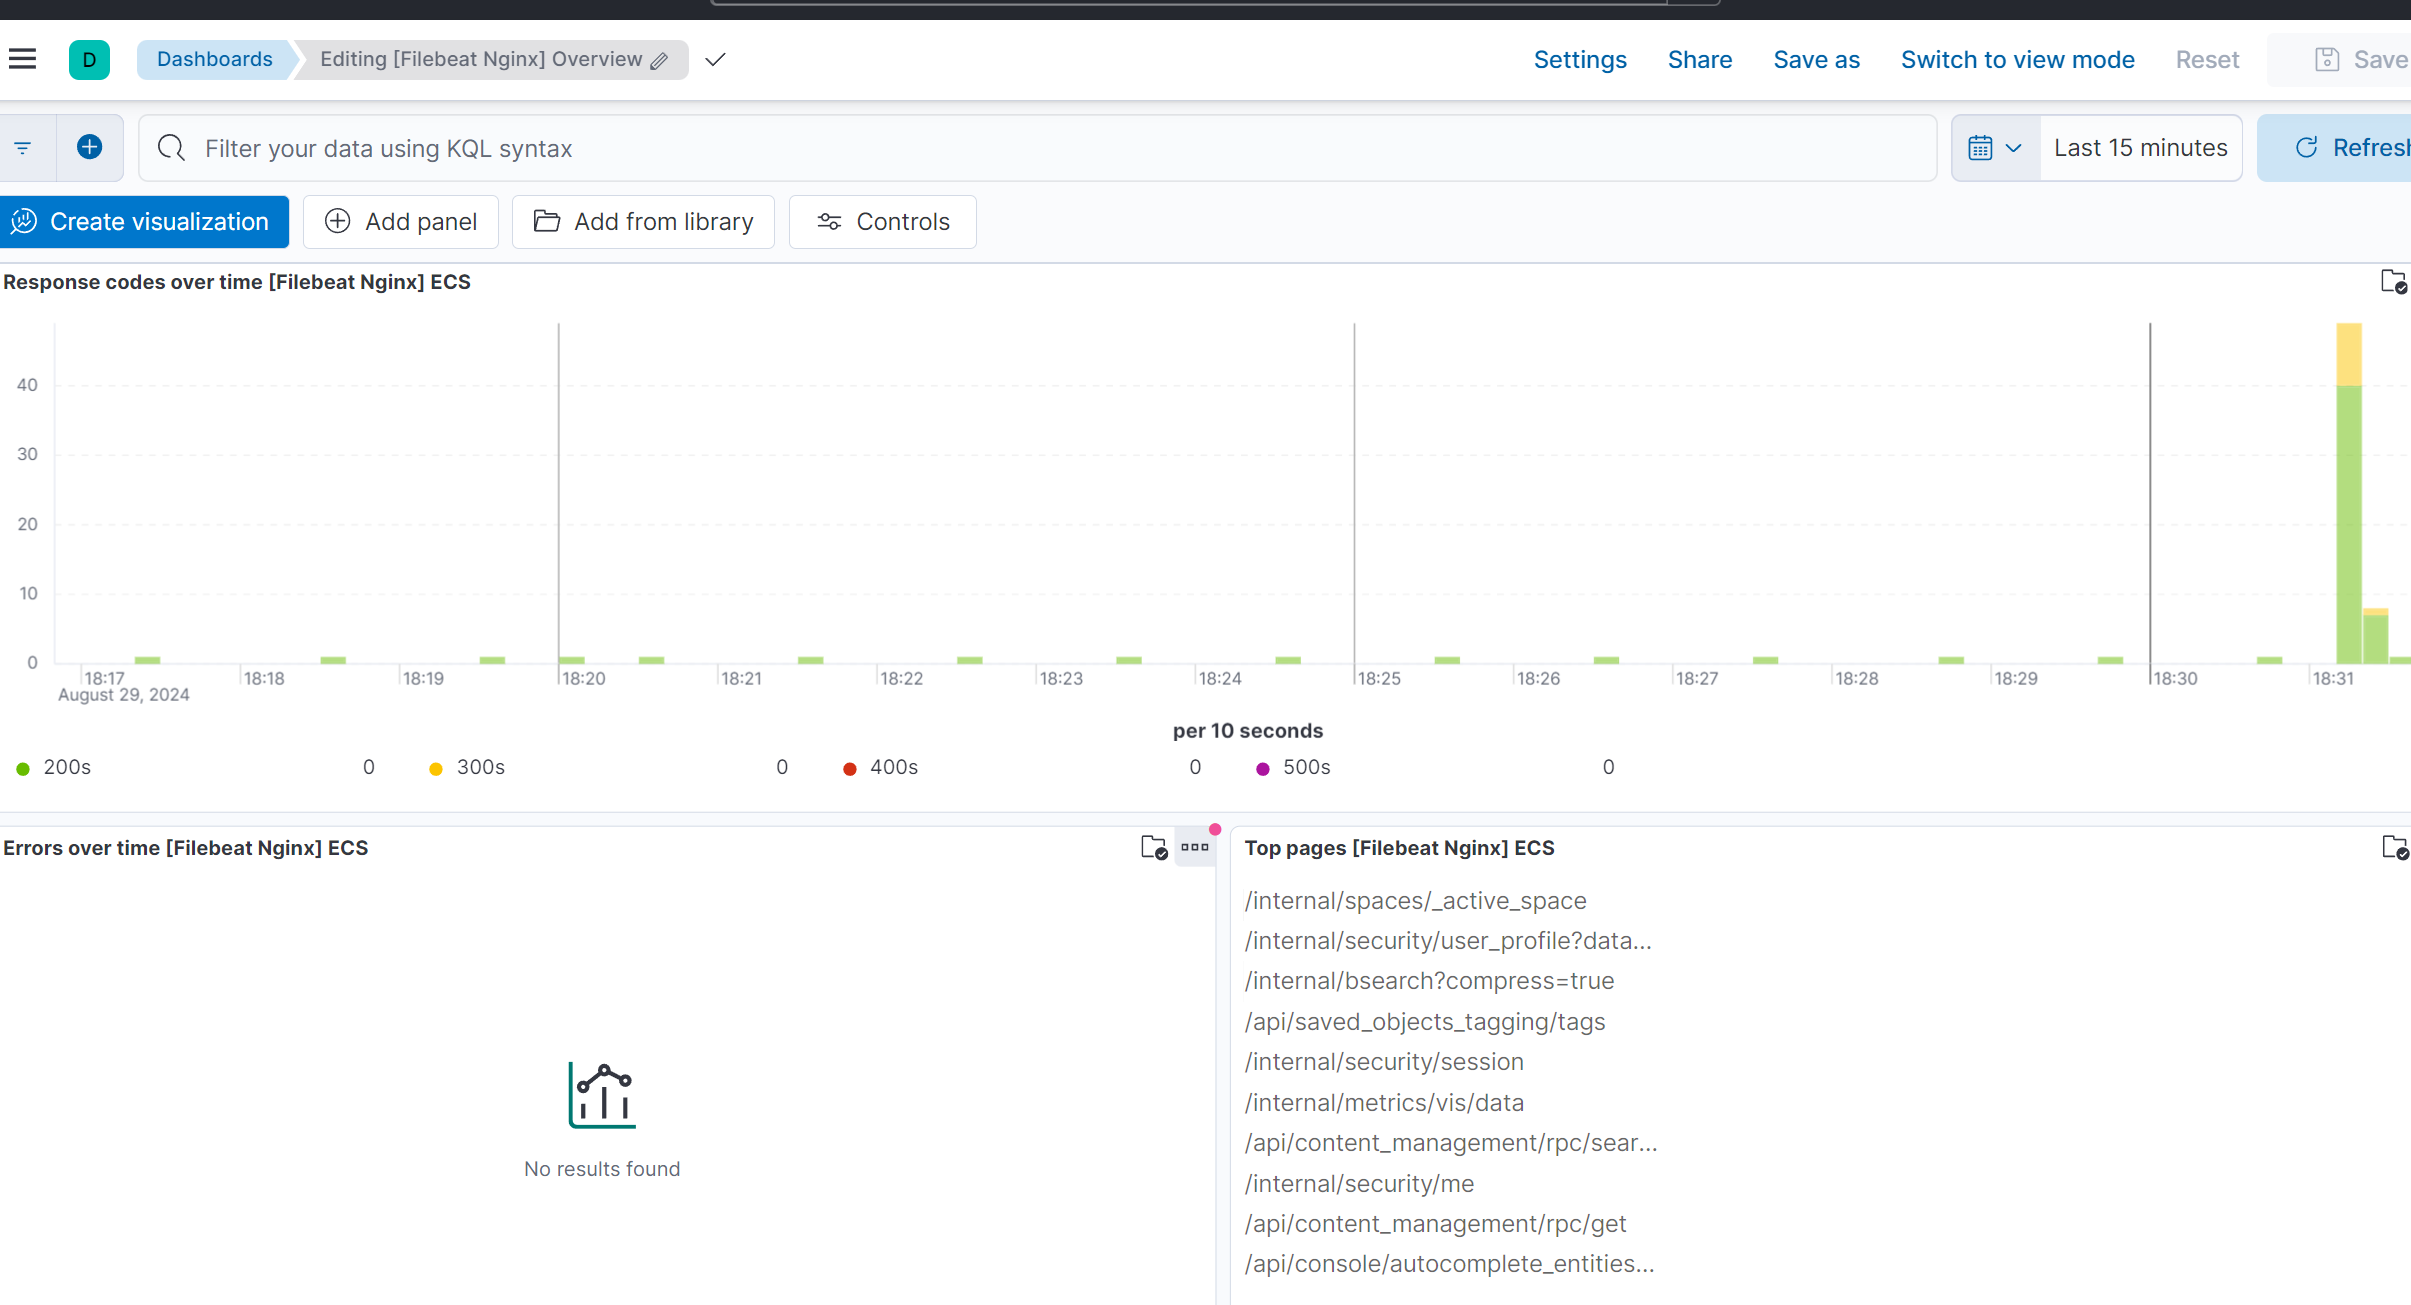 D Dashboards Editing [Filebeat Nginx] Overview Settings Share Save as Switch to view mode Reset Save
Filter your data using KQL syntax Last 15 minutes Refresh
Create visualization Add panel Add from library Controls
Response codes over time [Filebeat Nginx] ECS
40
30
20
10
0
18:17 18:18 18:19 18:20 18:21 18:22 18:23 18:24 18:25 18:26 18:27 18:28 18:29 18:30 18:31
August 29, 2024
per 10 seconds
200s 0 300s 0 400s 0 500s 0
Errors over time [Filebeat Nginx] ECS
No results found
Top pages [Filebeat Nginx] ECS
/internal/spaces/_active_space
/internal/security/user_profile?data...
/internal/bsearch?compress=true
/api/saved_objects_tagging/tags
/internal/security/session
/internal/metrics/vis/data
/api/content_management/rpc/sear...
/internal/security/me
/api/content_management/rpc/get
/api/console/autocomplete_entities...